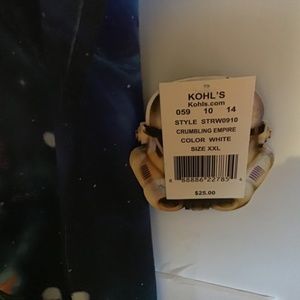 KOHL'S
Kohls.com
059 10 14
STYLE STRW0910
CRUMBLING EMPIRE
COLOR WHITE
SIZE XXL
$25.00